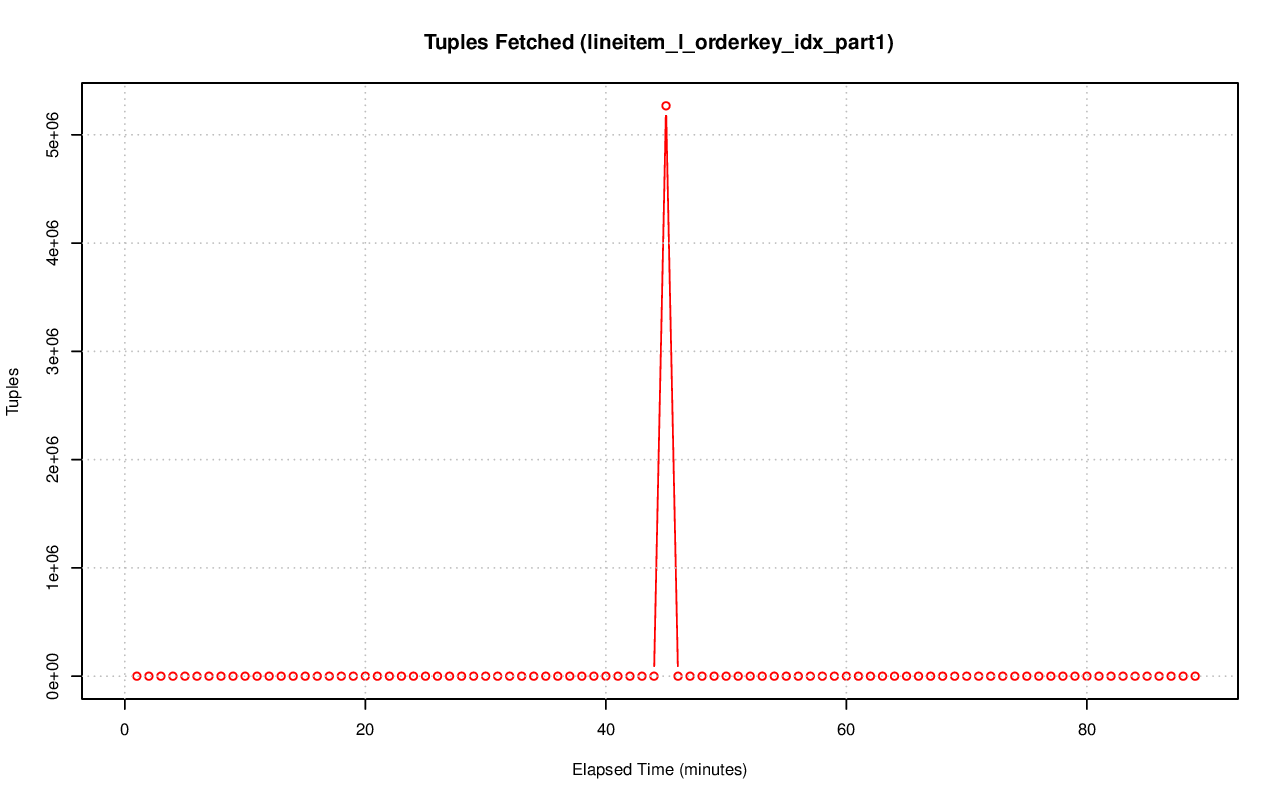 Tuples Fetched (lineitem_l_orderkey_idx_part1)
Tuples
5e+06
4e+06
3e+06
2e+06
1e+06
0e+00
0 20 40 60 80
Elapsed Time (minutes)